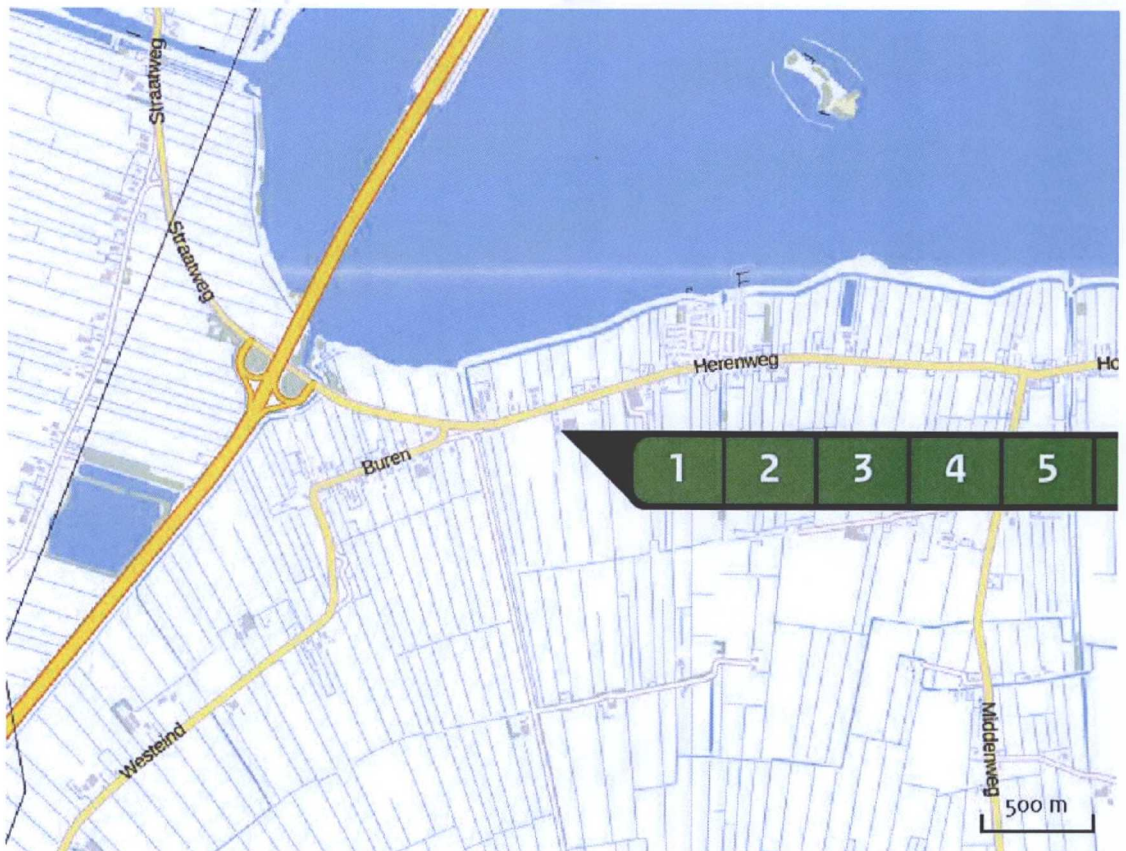 Straatweg
Straatweg
Herenweg
Ho
Buren
1 2 3 4 5
Westeind
Middenweg
500 m